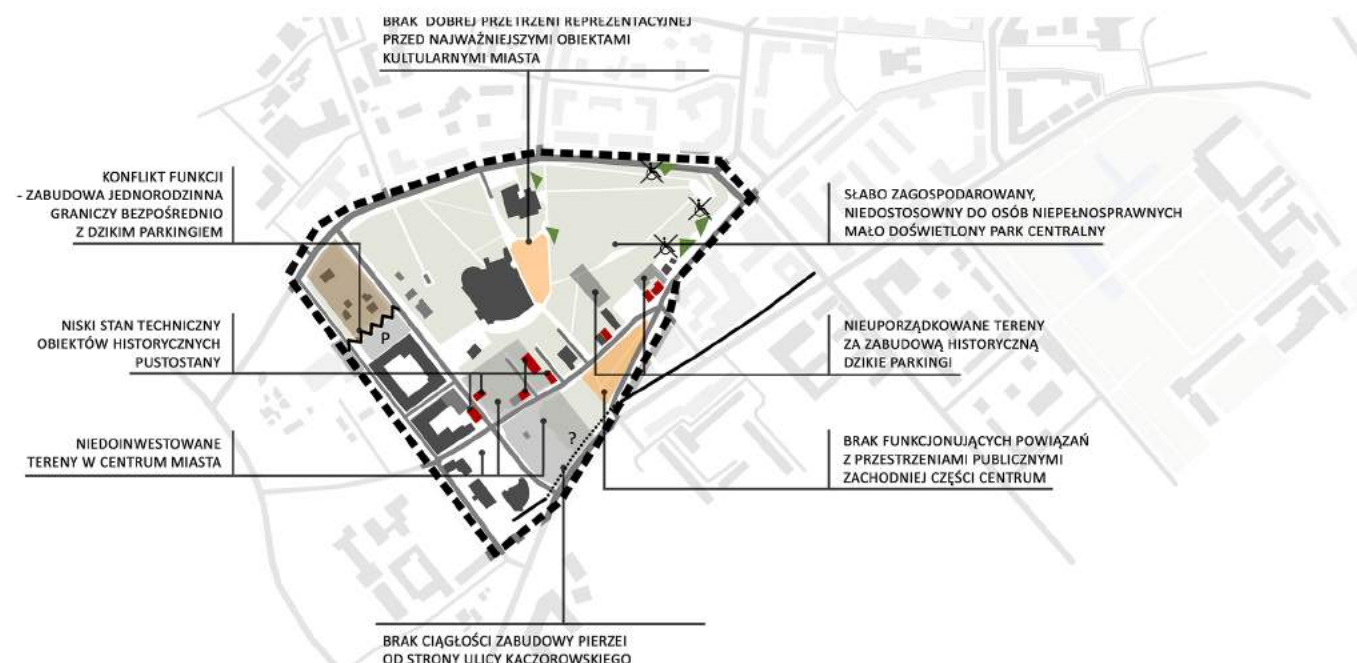 BRAK DOBREJ PRZETRZENI REPREZENTACYJNEJ
PRZED NAJWAŻNIEJSZYMI OBIEKTAMI
KULTULARNYMI MIASTA
KONFLIKT FUNKCJI
- ZABUDOWA JEDNORODZINNA
GRANICZY BEZPOŚREDNIO
Z DZIKIM PARKINGIEM
SŁABO ZAGOSPODAROWANY,
NIEDOSTOSOWNY DO OSÓB NIEPEŁNOSPRAWNYCH
MAŁO DOŚWIETLONY PARK CENTRALNY
NISKI STAN TECHNICZNY
OBIEKTÓW HISTORYCZNYCH
PUSTOSTANY
P
NIEUPORZĄDKOWANE TERENY
ZA ZABUDOWĄ HISTORYCZNĄ
DZIKIE PARKINGI
NIEDOINWESTOWANE
TERENY W CENTRUM MIASTA
?
BRAK FUNKCJONUJĄCYCH POWIĄZAŃ
Z PRZESTRZENIAMI PUBLICZNYMI
ZACHODNIEJ CZĘŚCI CENTRUM
BRAK CIĄGŁOŚCI ZABUDOWY PIERZEI
OD STRONY ULICY KACZOROWSKIEGO